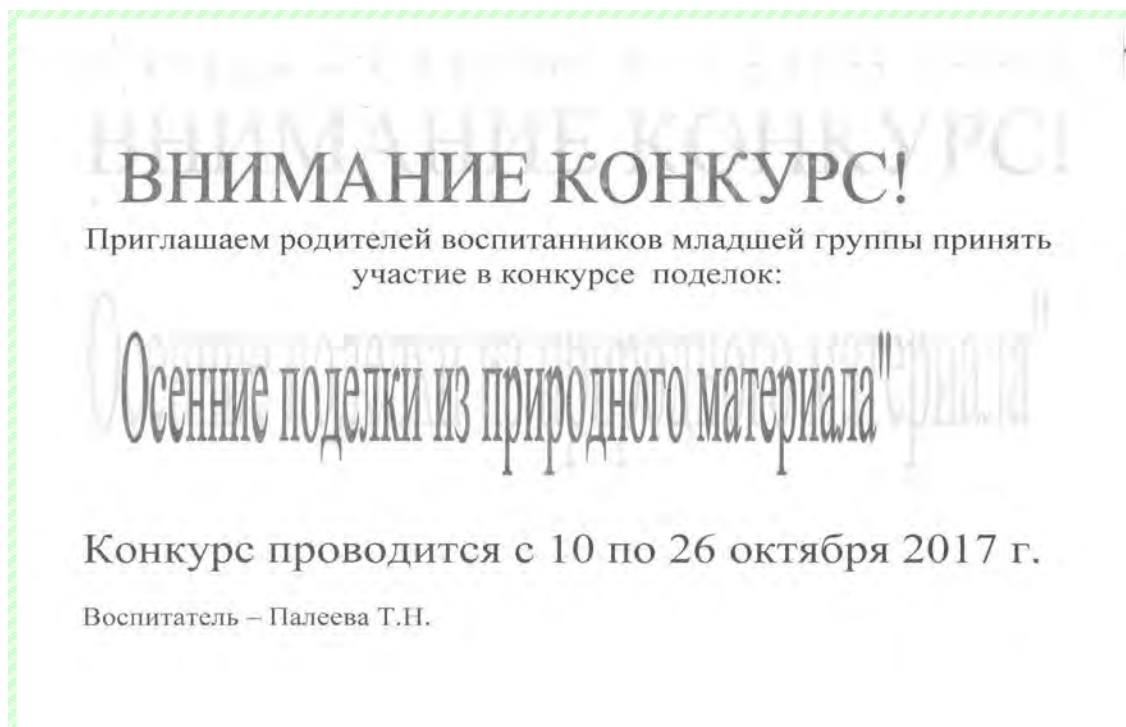 ВНИМАНИЕ КОНКУРС!
Приглашаем родителей воспитанников младшей группы принять
участие в конкурсе поделок:
Осенние поделки из природного материала"
Конкурс проводится с 10 по 26 октября 2017 г.
Воспитатель – Палеева Т.Н.